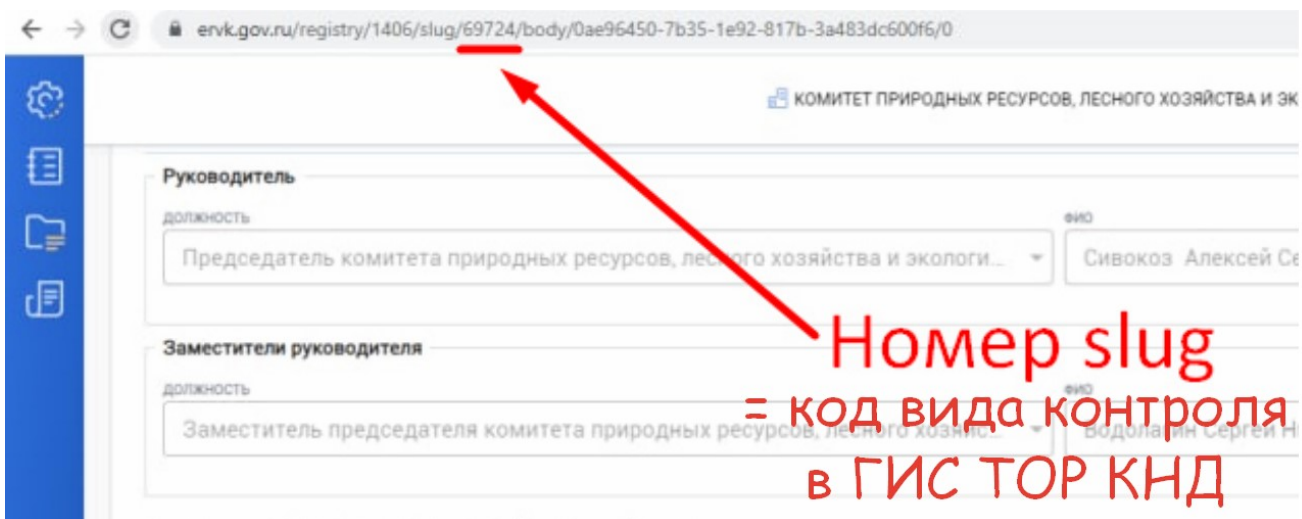 ervk.gov.ru/registry/1406/slug/69724/body/0ae96450-7b35-1e92-817b-3a483dc600f6/0
КОМИТЕТ ПРИРОДНЫХ РЕСУРСОВ, ЛЕСНОГО ХОЗЯЙСТВА И ЭК
Руководитель
должность ФИО
Председатель комитета природных ресурсов, лесного хозяйства и экологи... Сивокоз Алексей Се
Номер slug
Заместители руководителя
должность ФИО
= код вида контроля
Заместитель председателя комитета природных ресурсов, лесного хозяйс... Водолагин Сергей Н
в ГИС ТОР КНД